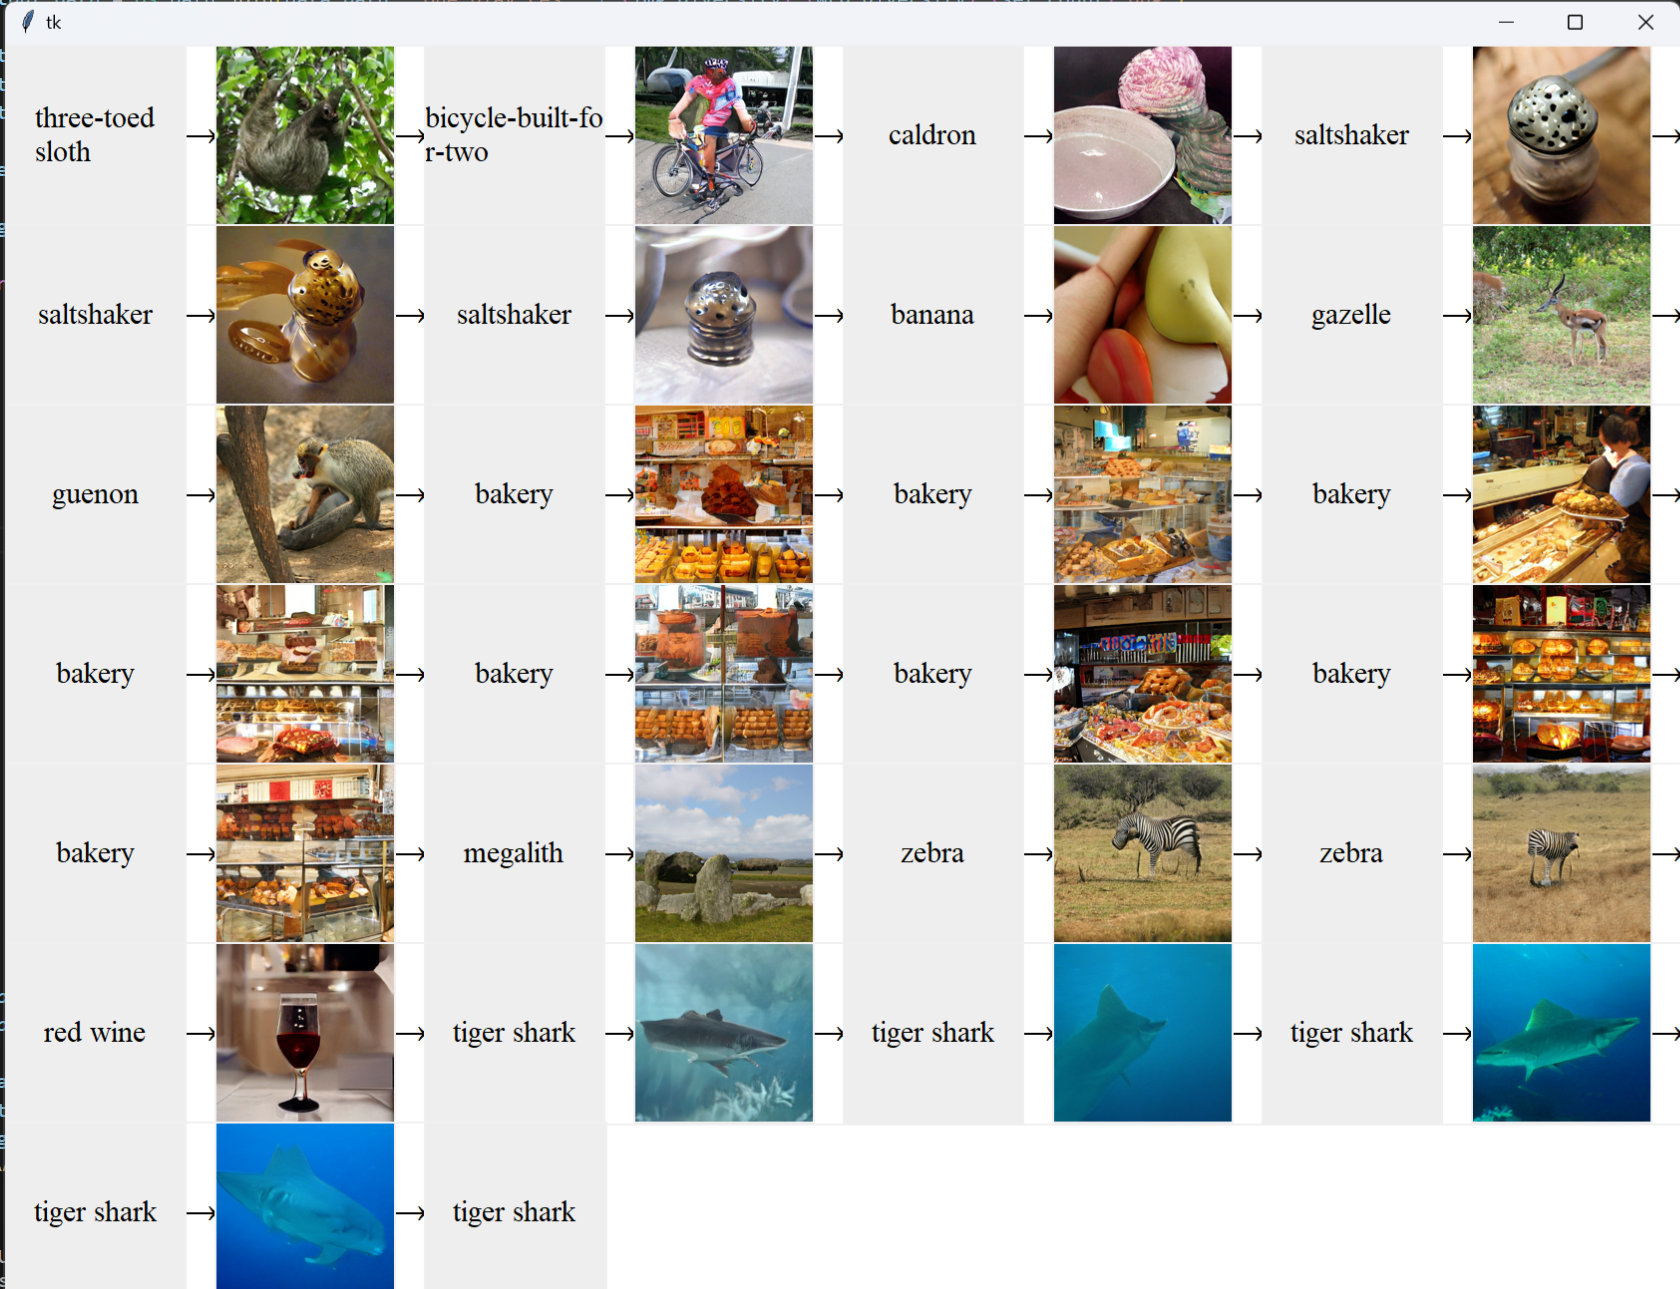 tk
three-toed
sloth
bicycle-built-fo
r-two
caldron
saltshaker
saltshaker
saltshaker
banana
gazelle
guenon
bakery
bakery
bakery
bakery
bakery
bakery
bakery
bakery
megalith
zebra
zebra
red wine
tiger shark
tiger shark
tiger shark
tiger shark
tiger shark